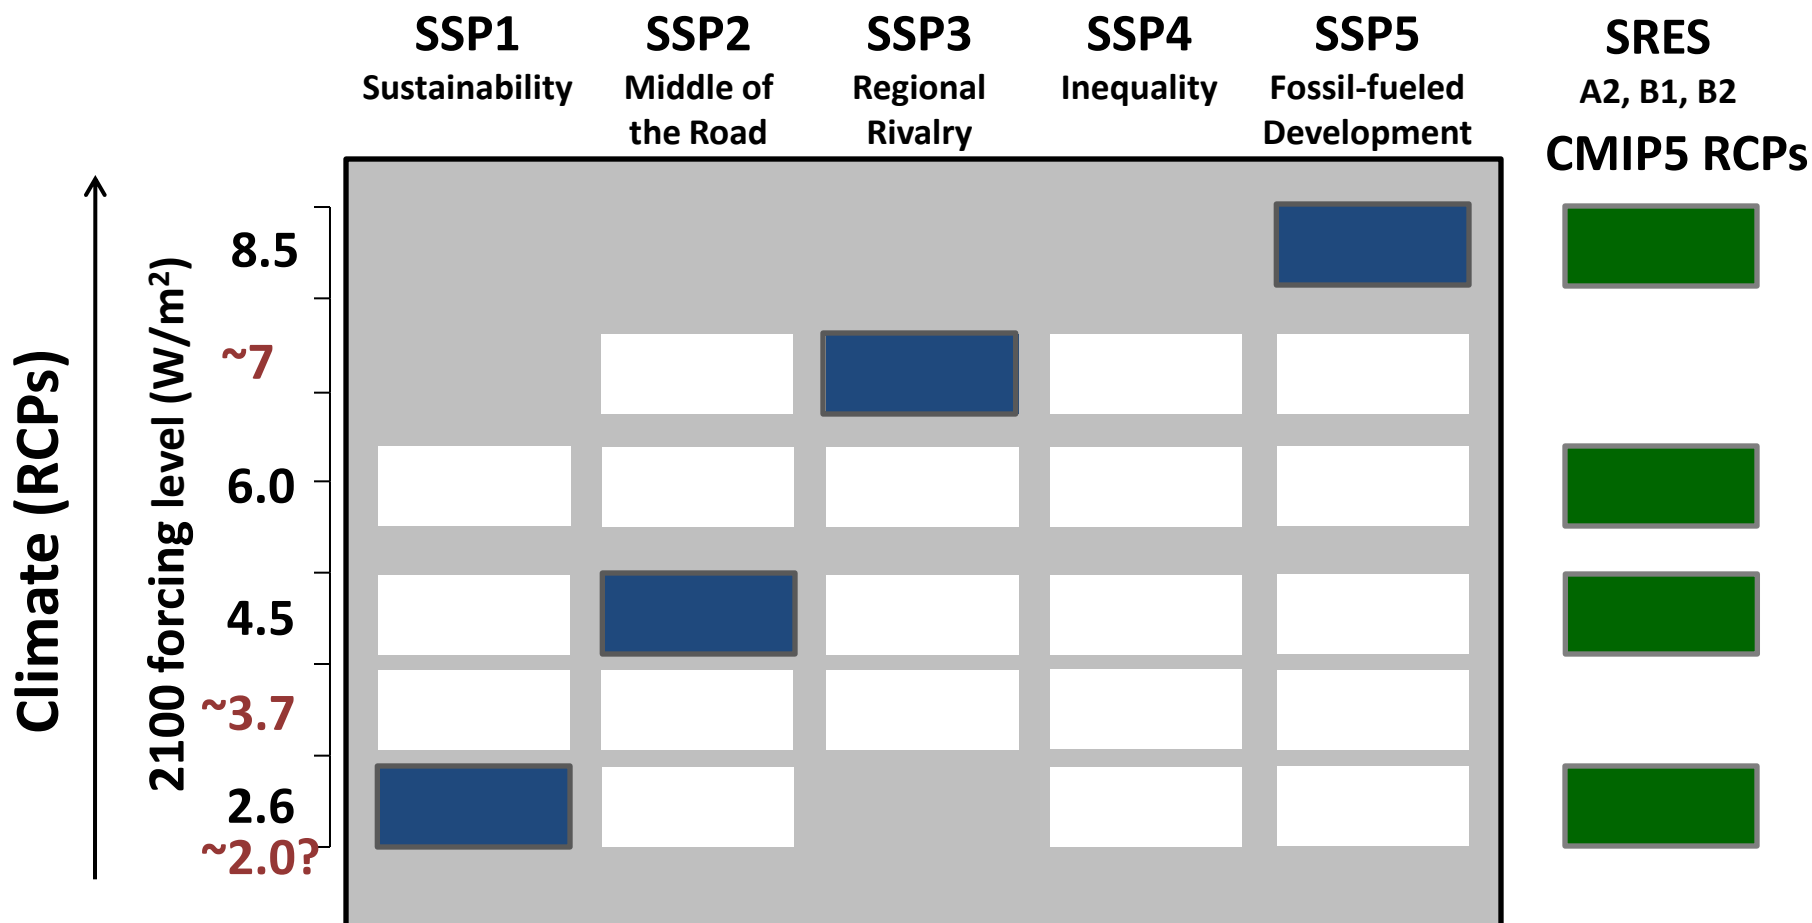 SSP1
Sustainability
SSP2
Middle of
the Road
SSP3
Regional
Rivalry
SSP4
Inequality
SSP5
Fossil-fueled
Development
SRES
A2, B1, B2
CMIP5 RCPs
Climate (RCPs)
2100 forcing level (W/m²)
8.5
~7
6.0
4.5
~3.7
2.6
~2.0?